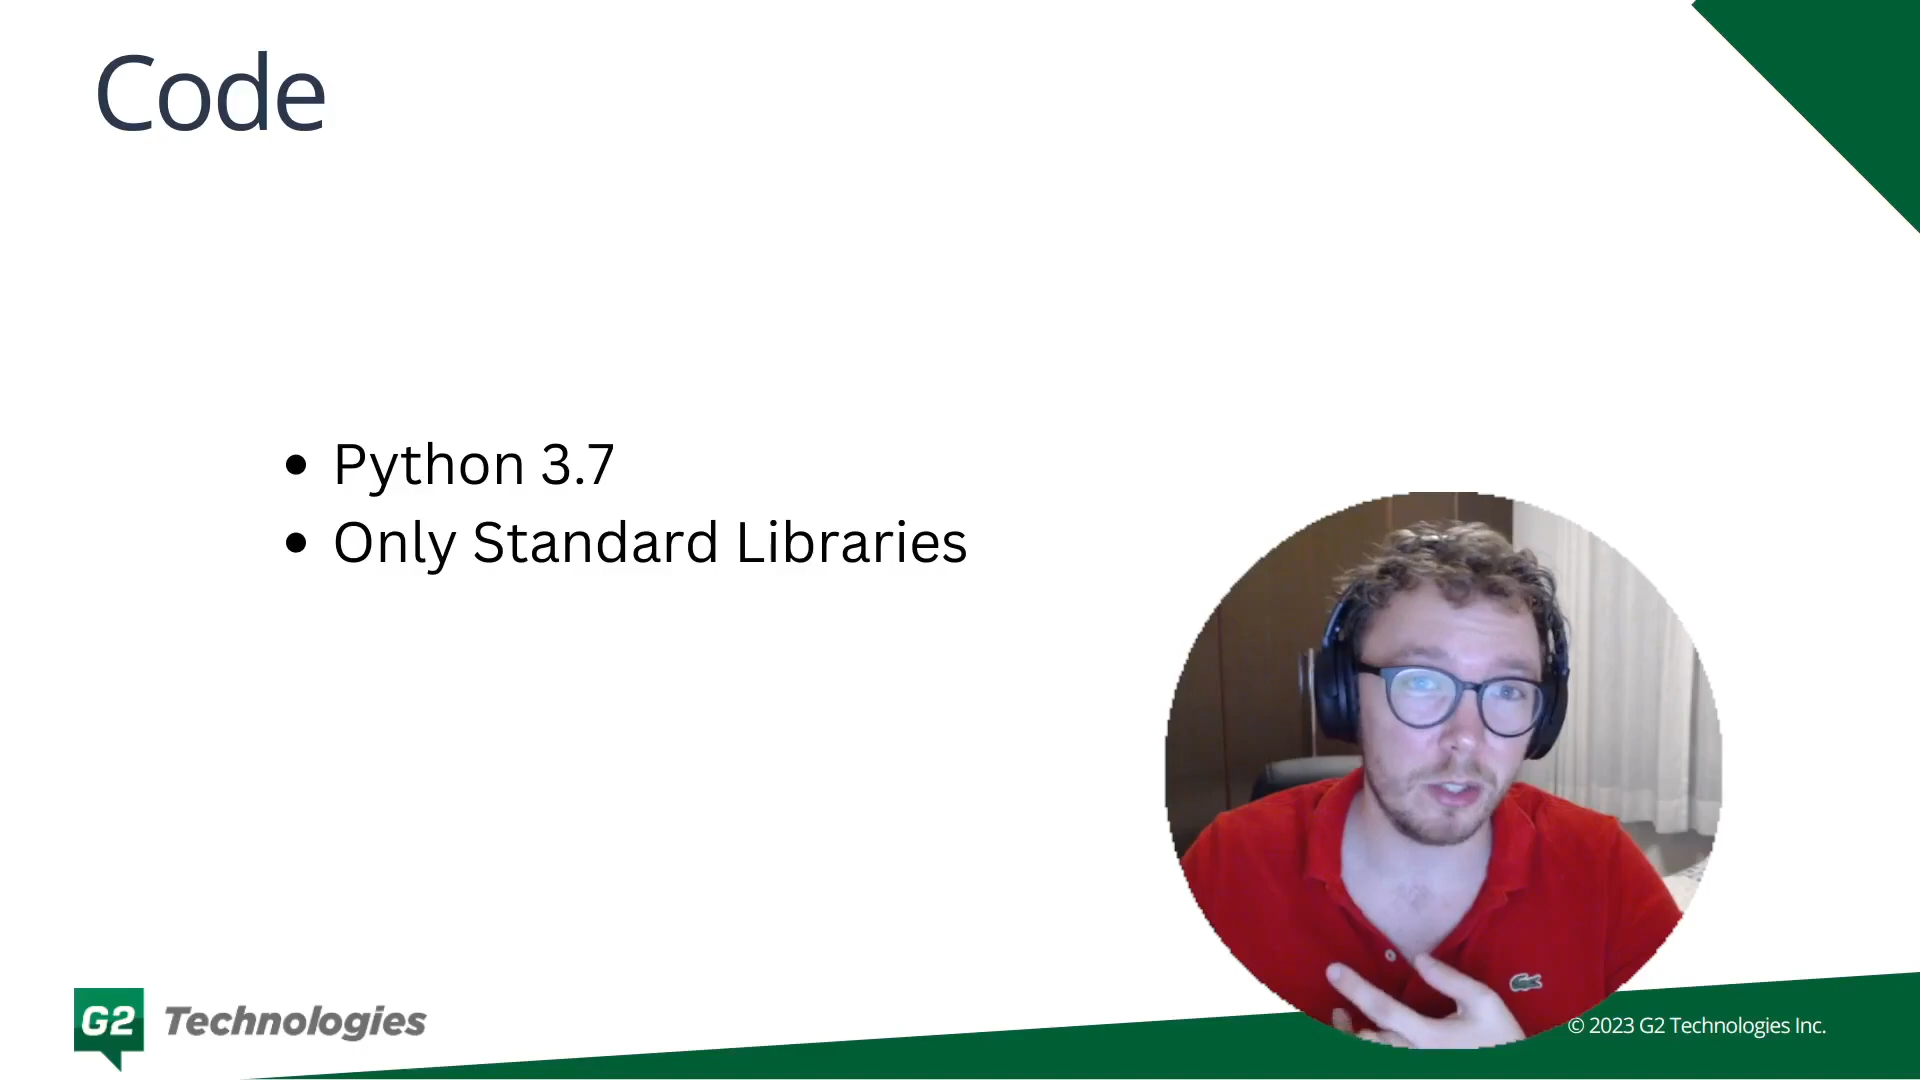 Code
• Python 3.7
• Only Standard Libraries
G2 Technologies
© 2023 G2 Technologies Inc.